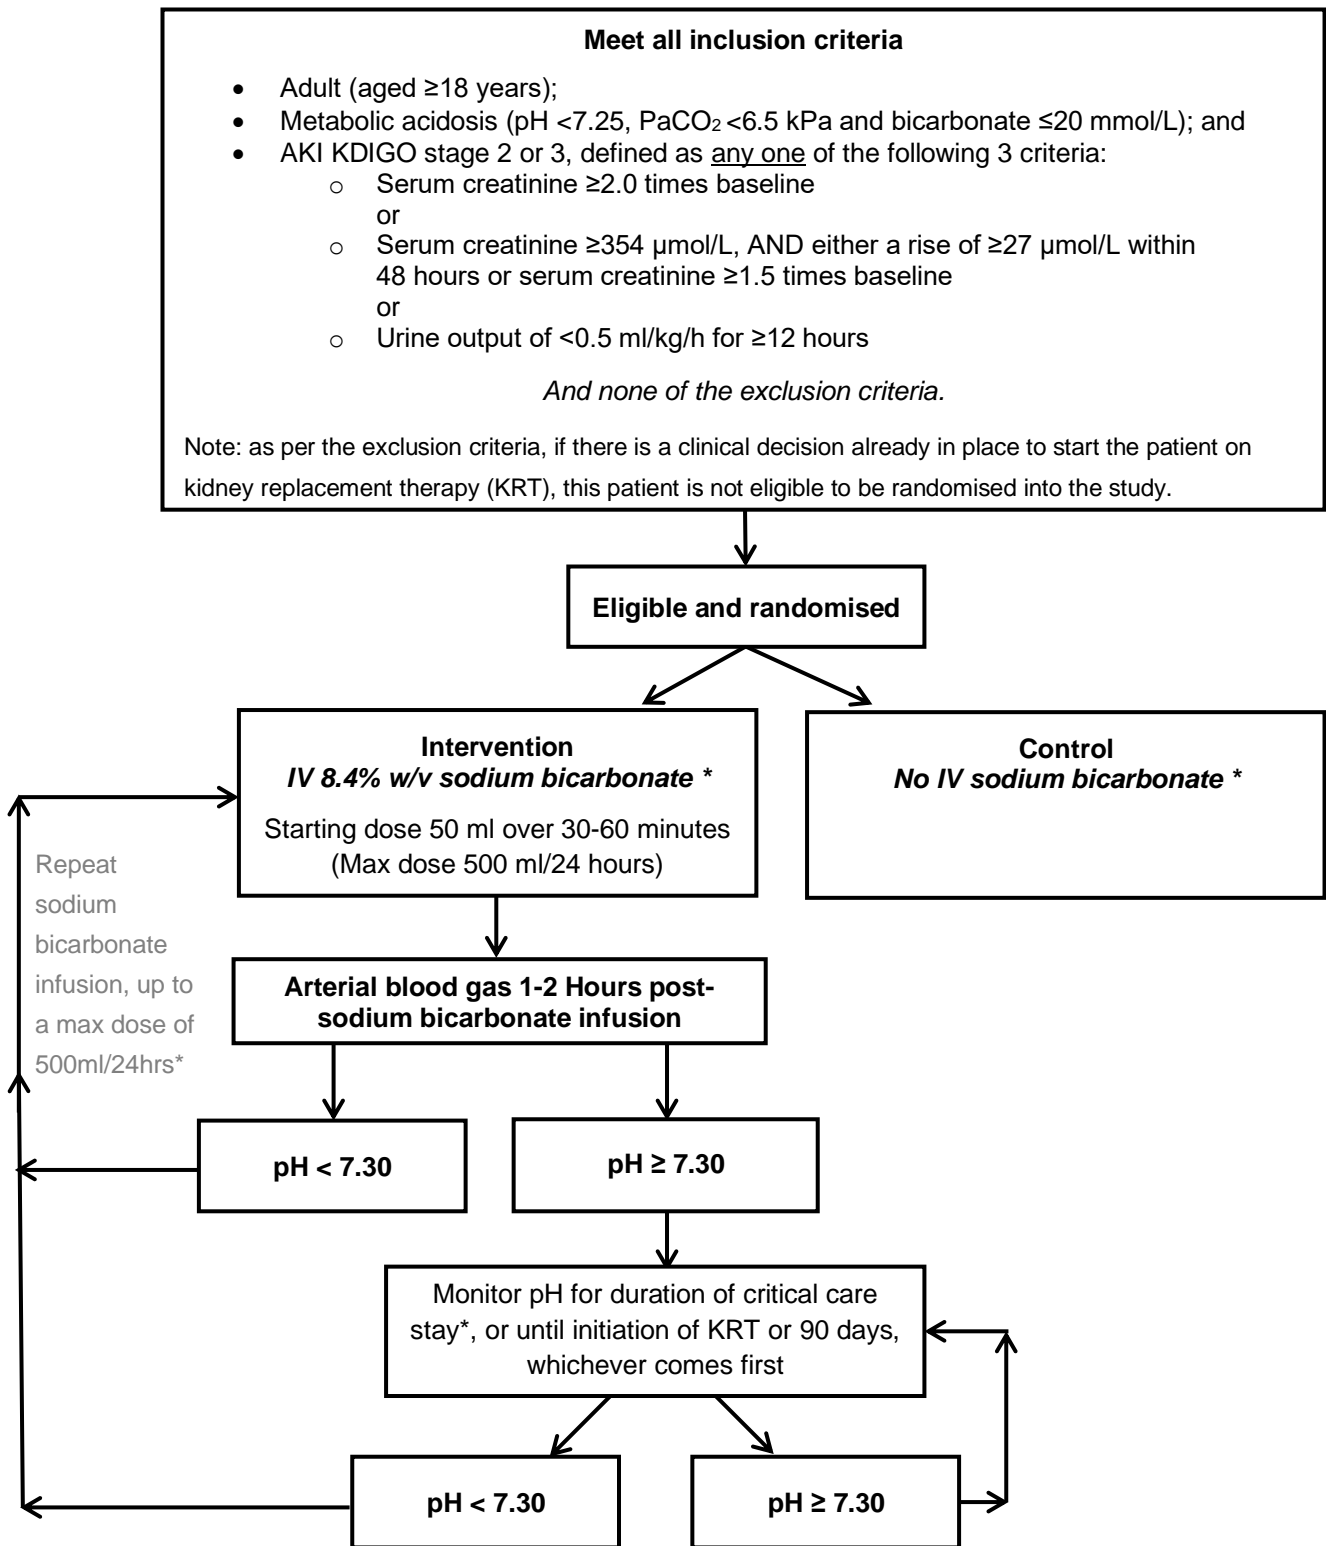 Meet all inclusion criteria
• Adult (aged ≥18 years);
• Metabolic acidosis (pH <7.25, PaCO₂ <6.5 kPa and bicarbonate ≤20 mmol/L); and
• AKI KDIGO stage 2 or 3, defined as any one of the following 3 criteria:
o Serum creatinine ≥2.0 times baseline
or
o Serum creatinine ≥354 µmol/L, AND either a rise of ≥27 µmol/L within
48 hours or serum creatinine ≥1.5 times baseline
or
o Urine output of <0.5 ml/kg/h for ≥12 hours
And none of the exclusion criteria.
Note: as per the exclusion criteria, if there is a clinical decision already in place to start the patient on
kidney replacement therapy (KRT), this patient is not eligible to be randomised into the study.
Eligible and randomised
Intervention
IV 8.4% w/v sodium bicarbonate *
Starting dose 50 ml over 30-60 minutes
(Max dose 500 ml/24 hours)
Control
No IV sodium bicarbonate *
Repeat
sodium
bicarbonate
infusion, up to
a max dose of
500ml/24hrs*
Arterial blood gas 1-2 Hours post-
sodium bicarbonate infusion
pH < 7.30
pH ≥ 7.30
Monitor pH for duration of critical care
stay*, or until initiation of KRT or 90 days,
whichever comes first
pH < 7.30
pH ≥ 7.30